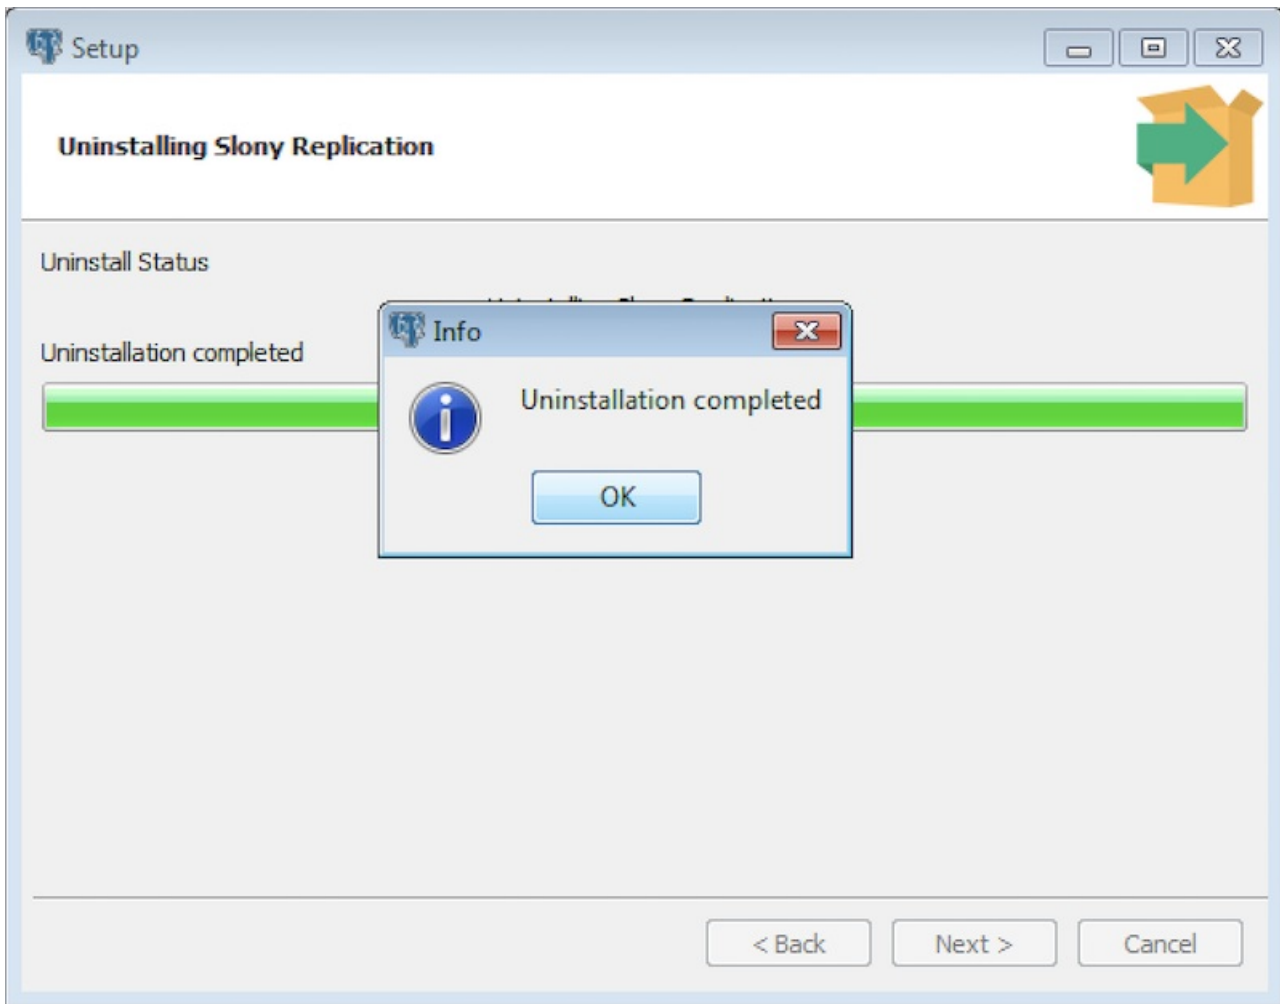 Setup
Uninstalling Slony Replication
Uninstall Status
Uninstallation completed
Info
Uninstallation completed
OK
< Back
Next >
Cancel